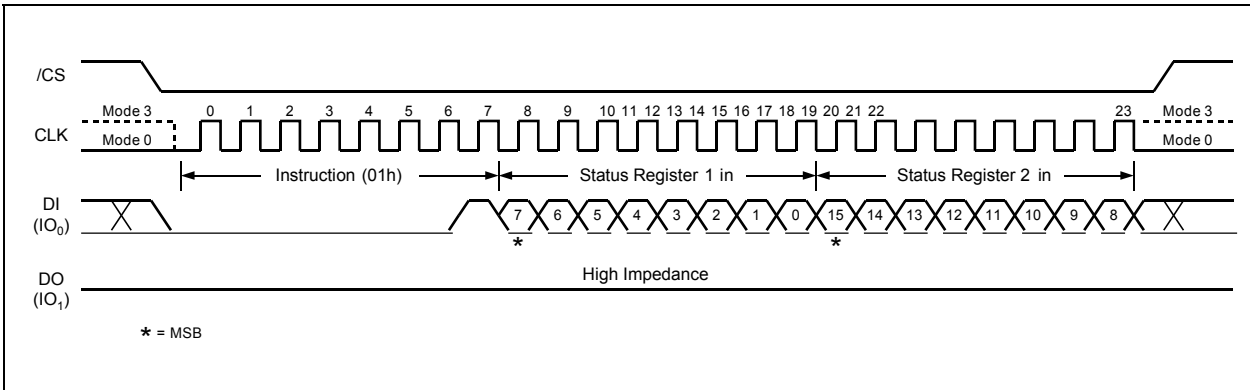 /CS
Mode 3 0 1 2 3 4 5 6 7 8 9 10 11 12 13 14 15 16 17 18 19 20 21 22 23 Mode 3
CLK Mode 0 Mode 0
Instruction (01h) Status Register 1 in Status Register 2 in
DI
(IO0) 7 6 5 4 3 2 1 0 15 14 13 12 11 10 9 8
* *
High Impedance
DO
(IO1)
* = MSB